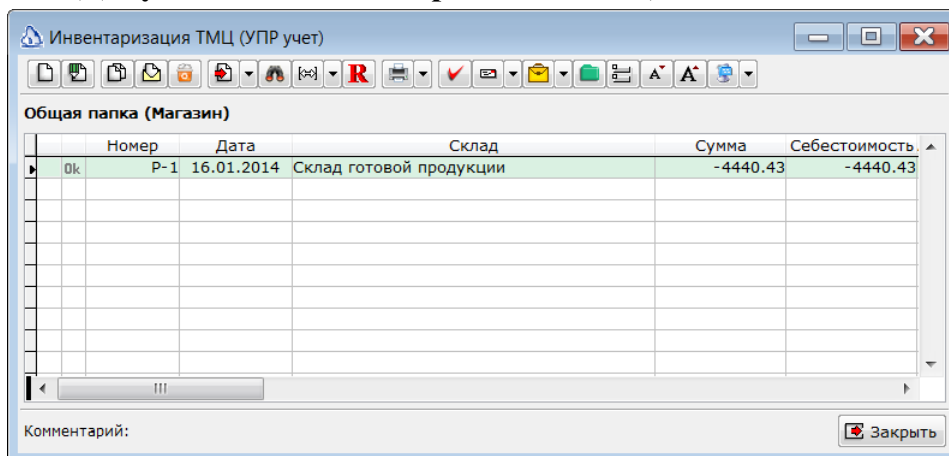 Инвентаризация ТМЦ (УПР учет)
R A A
Общая папка (Магазин)
Номер Дата Склад Сумма Себестоимость
Ok Р-1 16.01.2014 Склад готовой продукции -4440.43 -4440.43
Комментарий: Закрыть